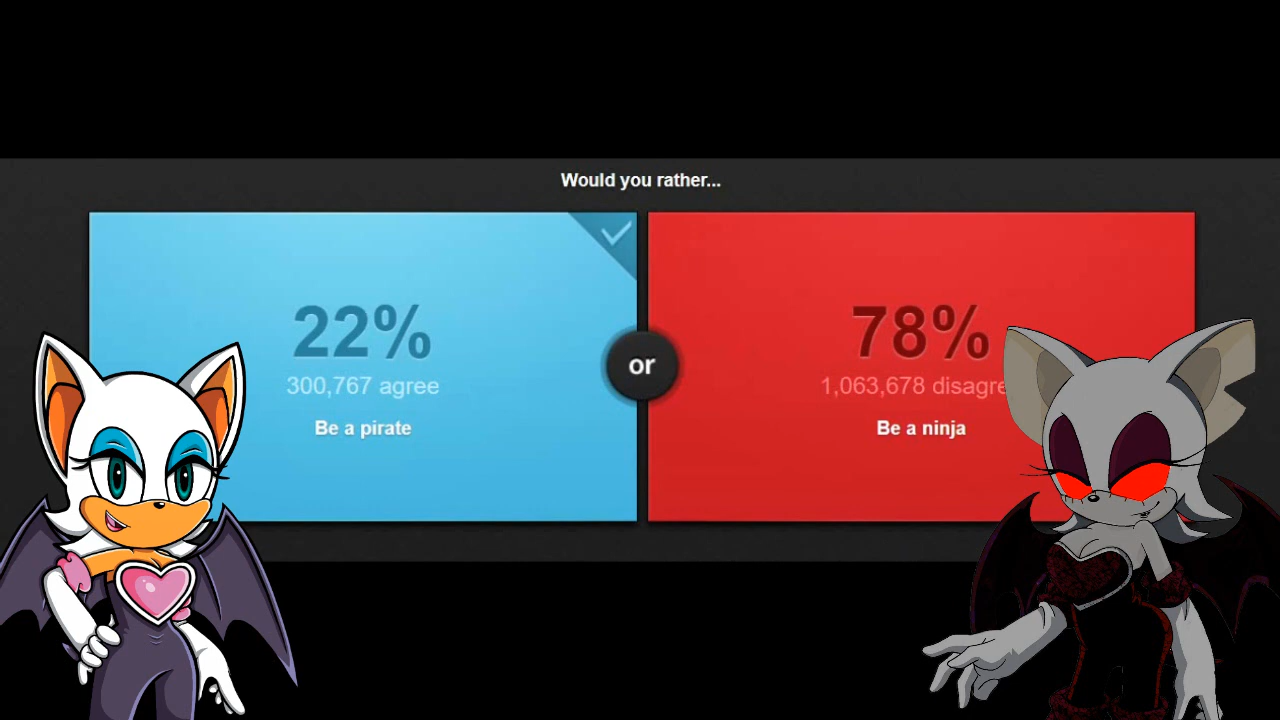 Would you rather...
22%
300,767 agree
Be a pirate
or
78%
1,063,678 disagre
Be a ninja